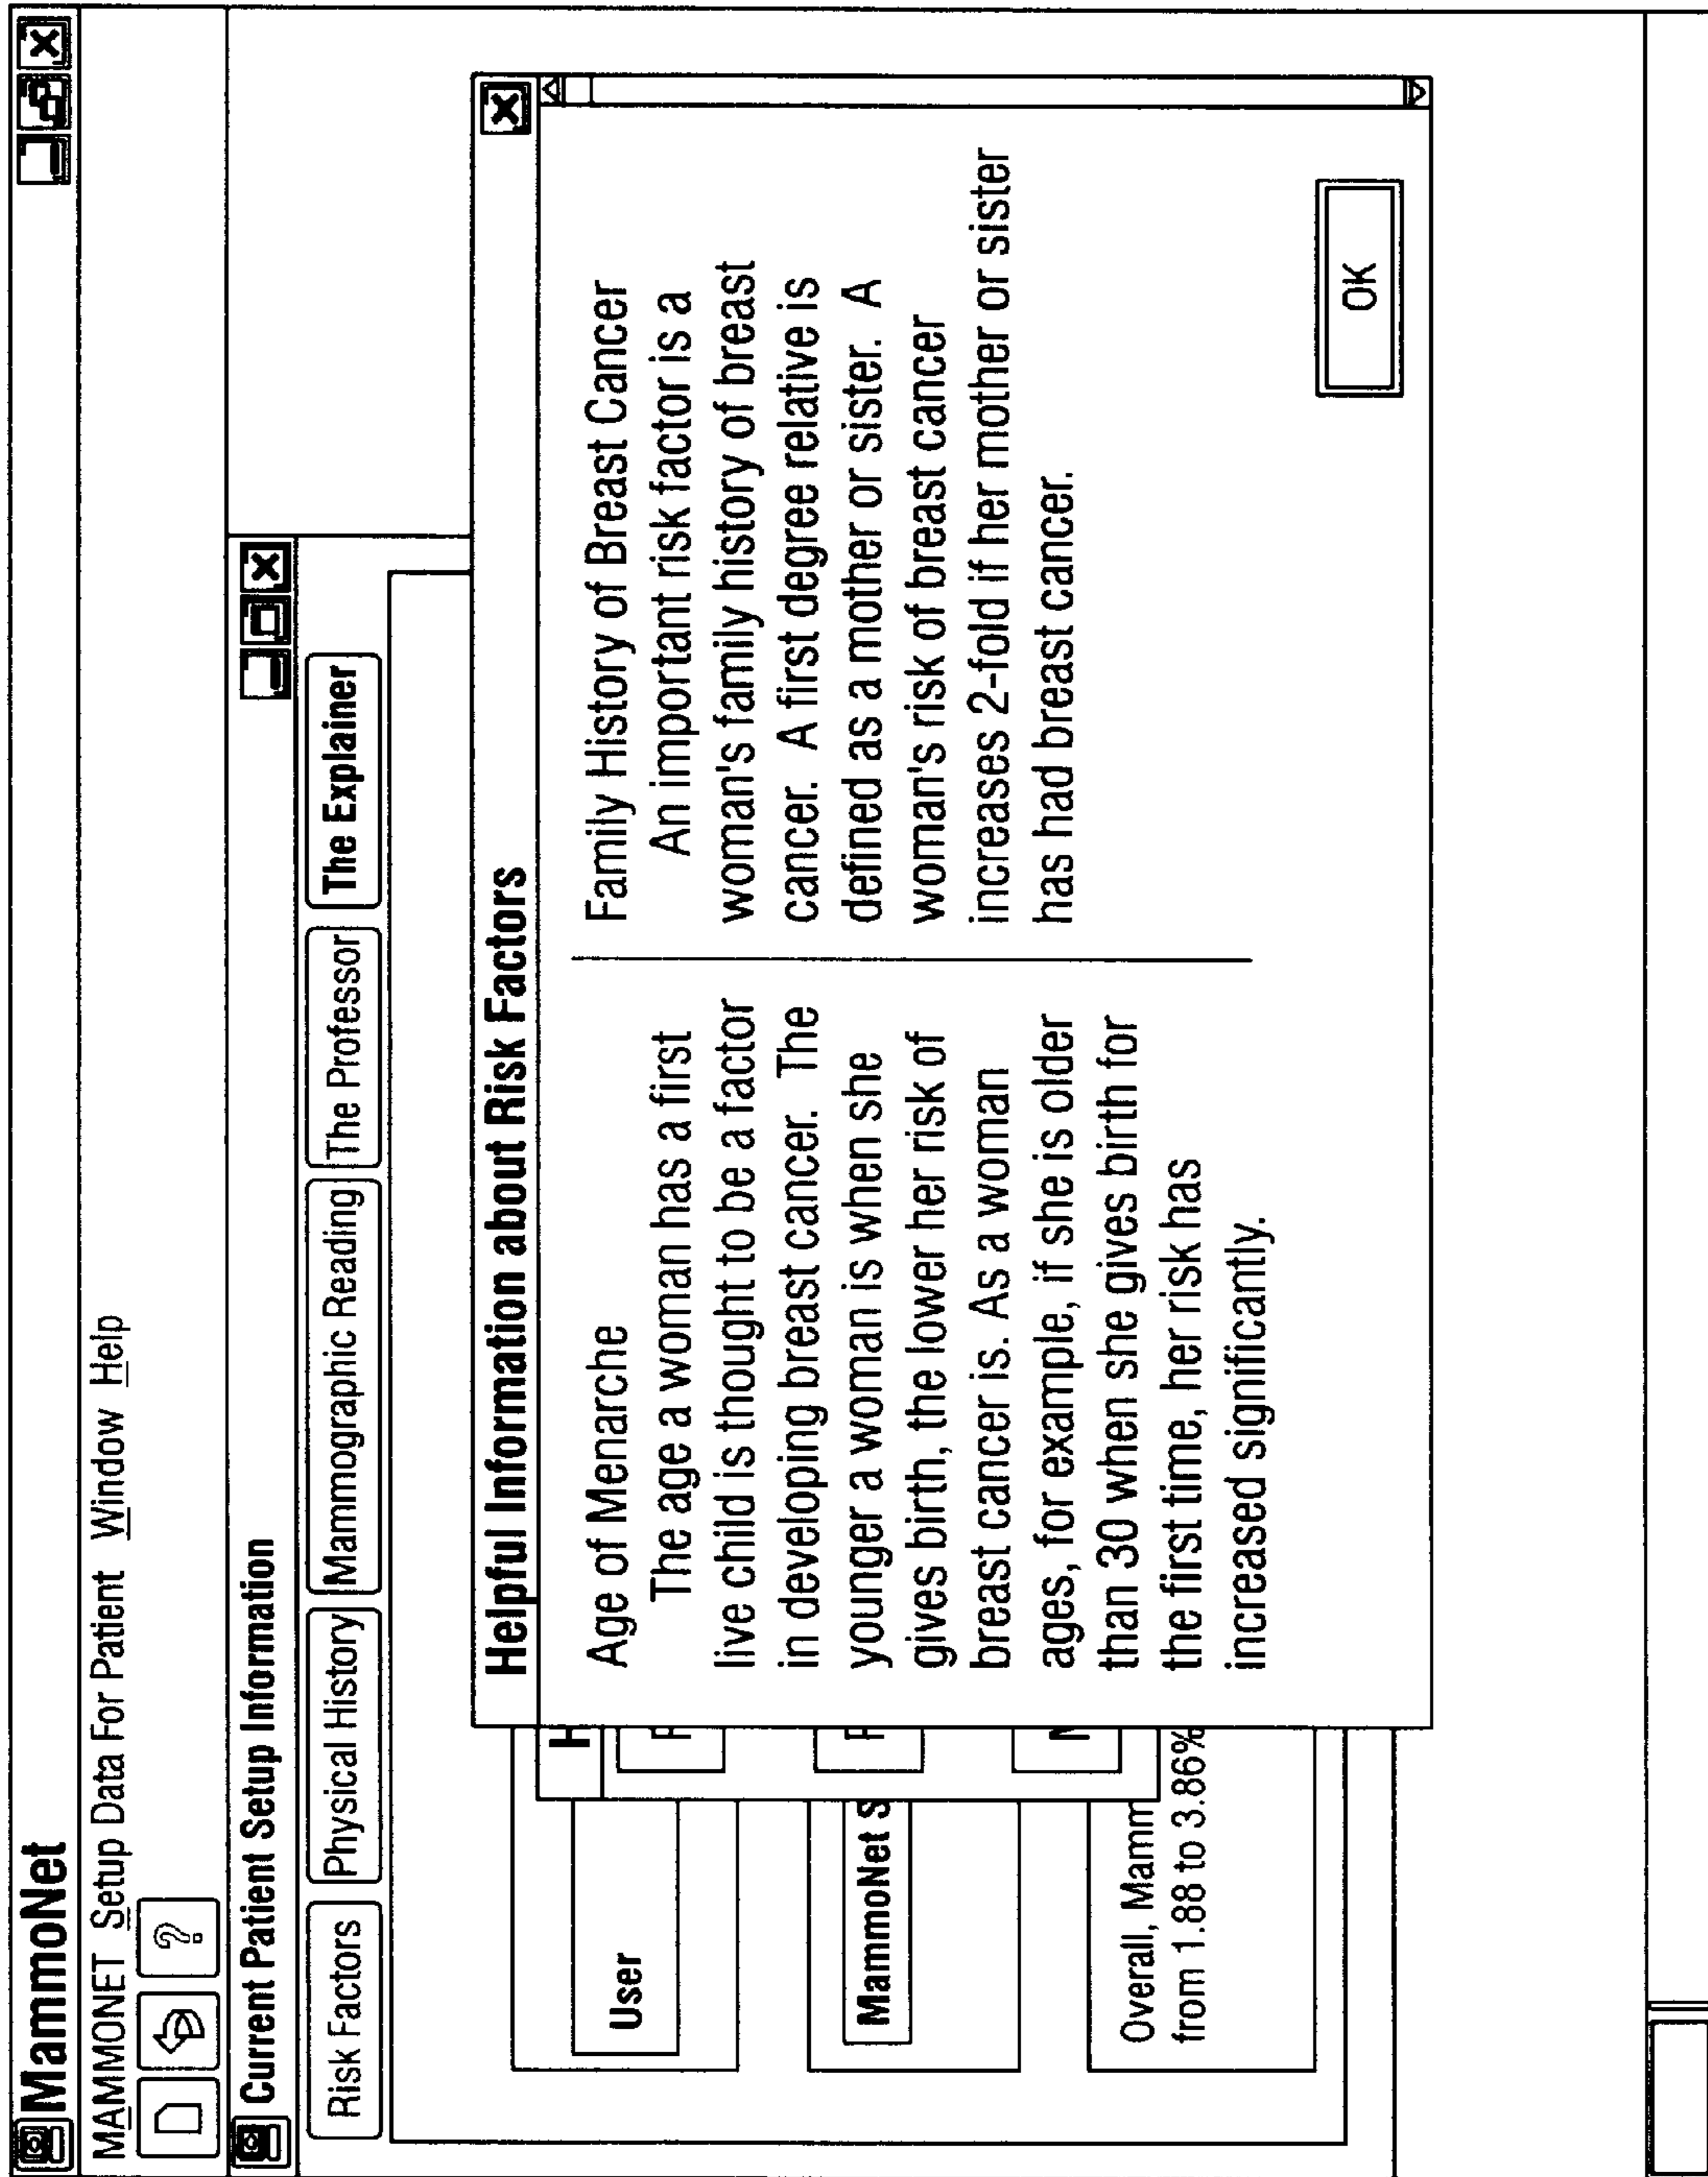 MammoNet
MAMMONET Setup Data For Patient Window Help
?
Current Patient Setup Information
Risk Factors
Physical History
Mammographic Reading
The Professor
The Explainer
User
MammoNet S
Overall, Mamm
from 1.88 to 3.86%
Helpful Information about Risk Factors
Age of Menarche
The age a woman has a first
live child is thought to be a factor
in developing breast cancer. The
younger a woman is when she
gives birth, the lower her risk of
breast cancer is. As a woman
ages, for example, if she is older
than 30 when she gives birth for
the first time, her risk has
increased significantly.
Family History of Breast Cancer
An important risk factor is a
woman's family history of breast
cancer. A first degree relative is
defined as a mother or sister. A
woman's risk of breast cancer
increases 2-fold if her mother or sister
has had breast cancer.
OK